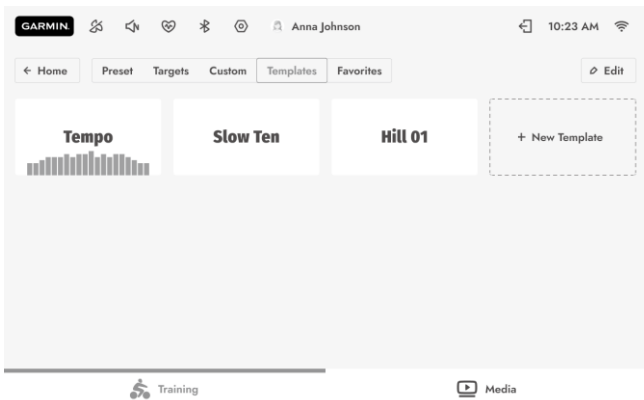 GARMIN. Anna Johnson 10:23 AM
Home Preset Targets Custom Templates Favorites Edit
Tempo Slow Ten Hill 01 + New Template
Training Media